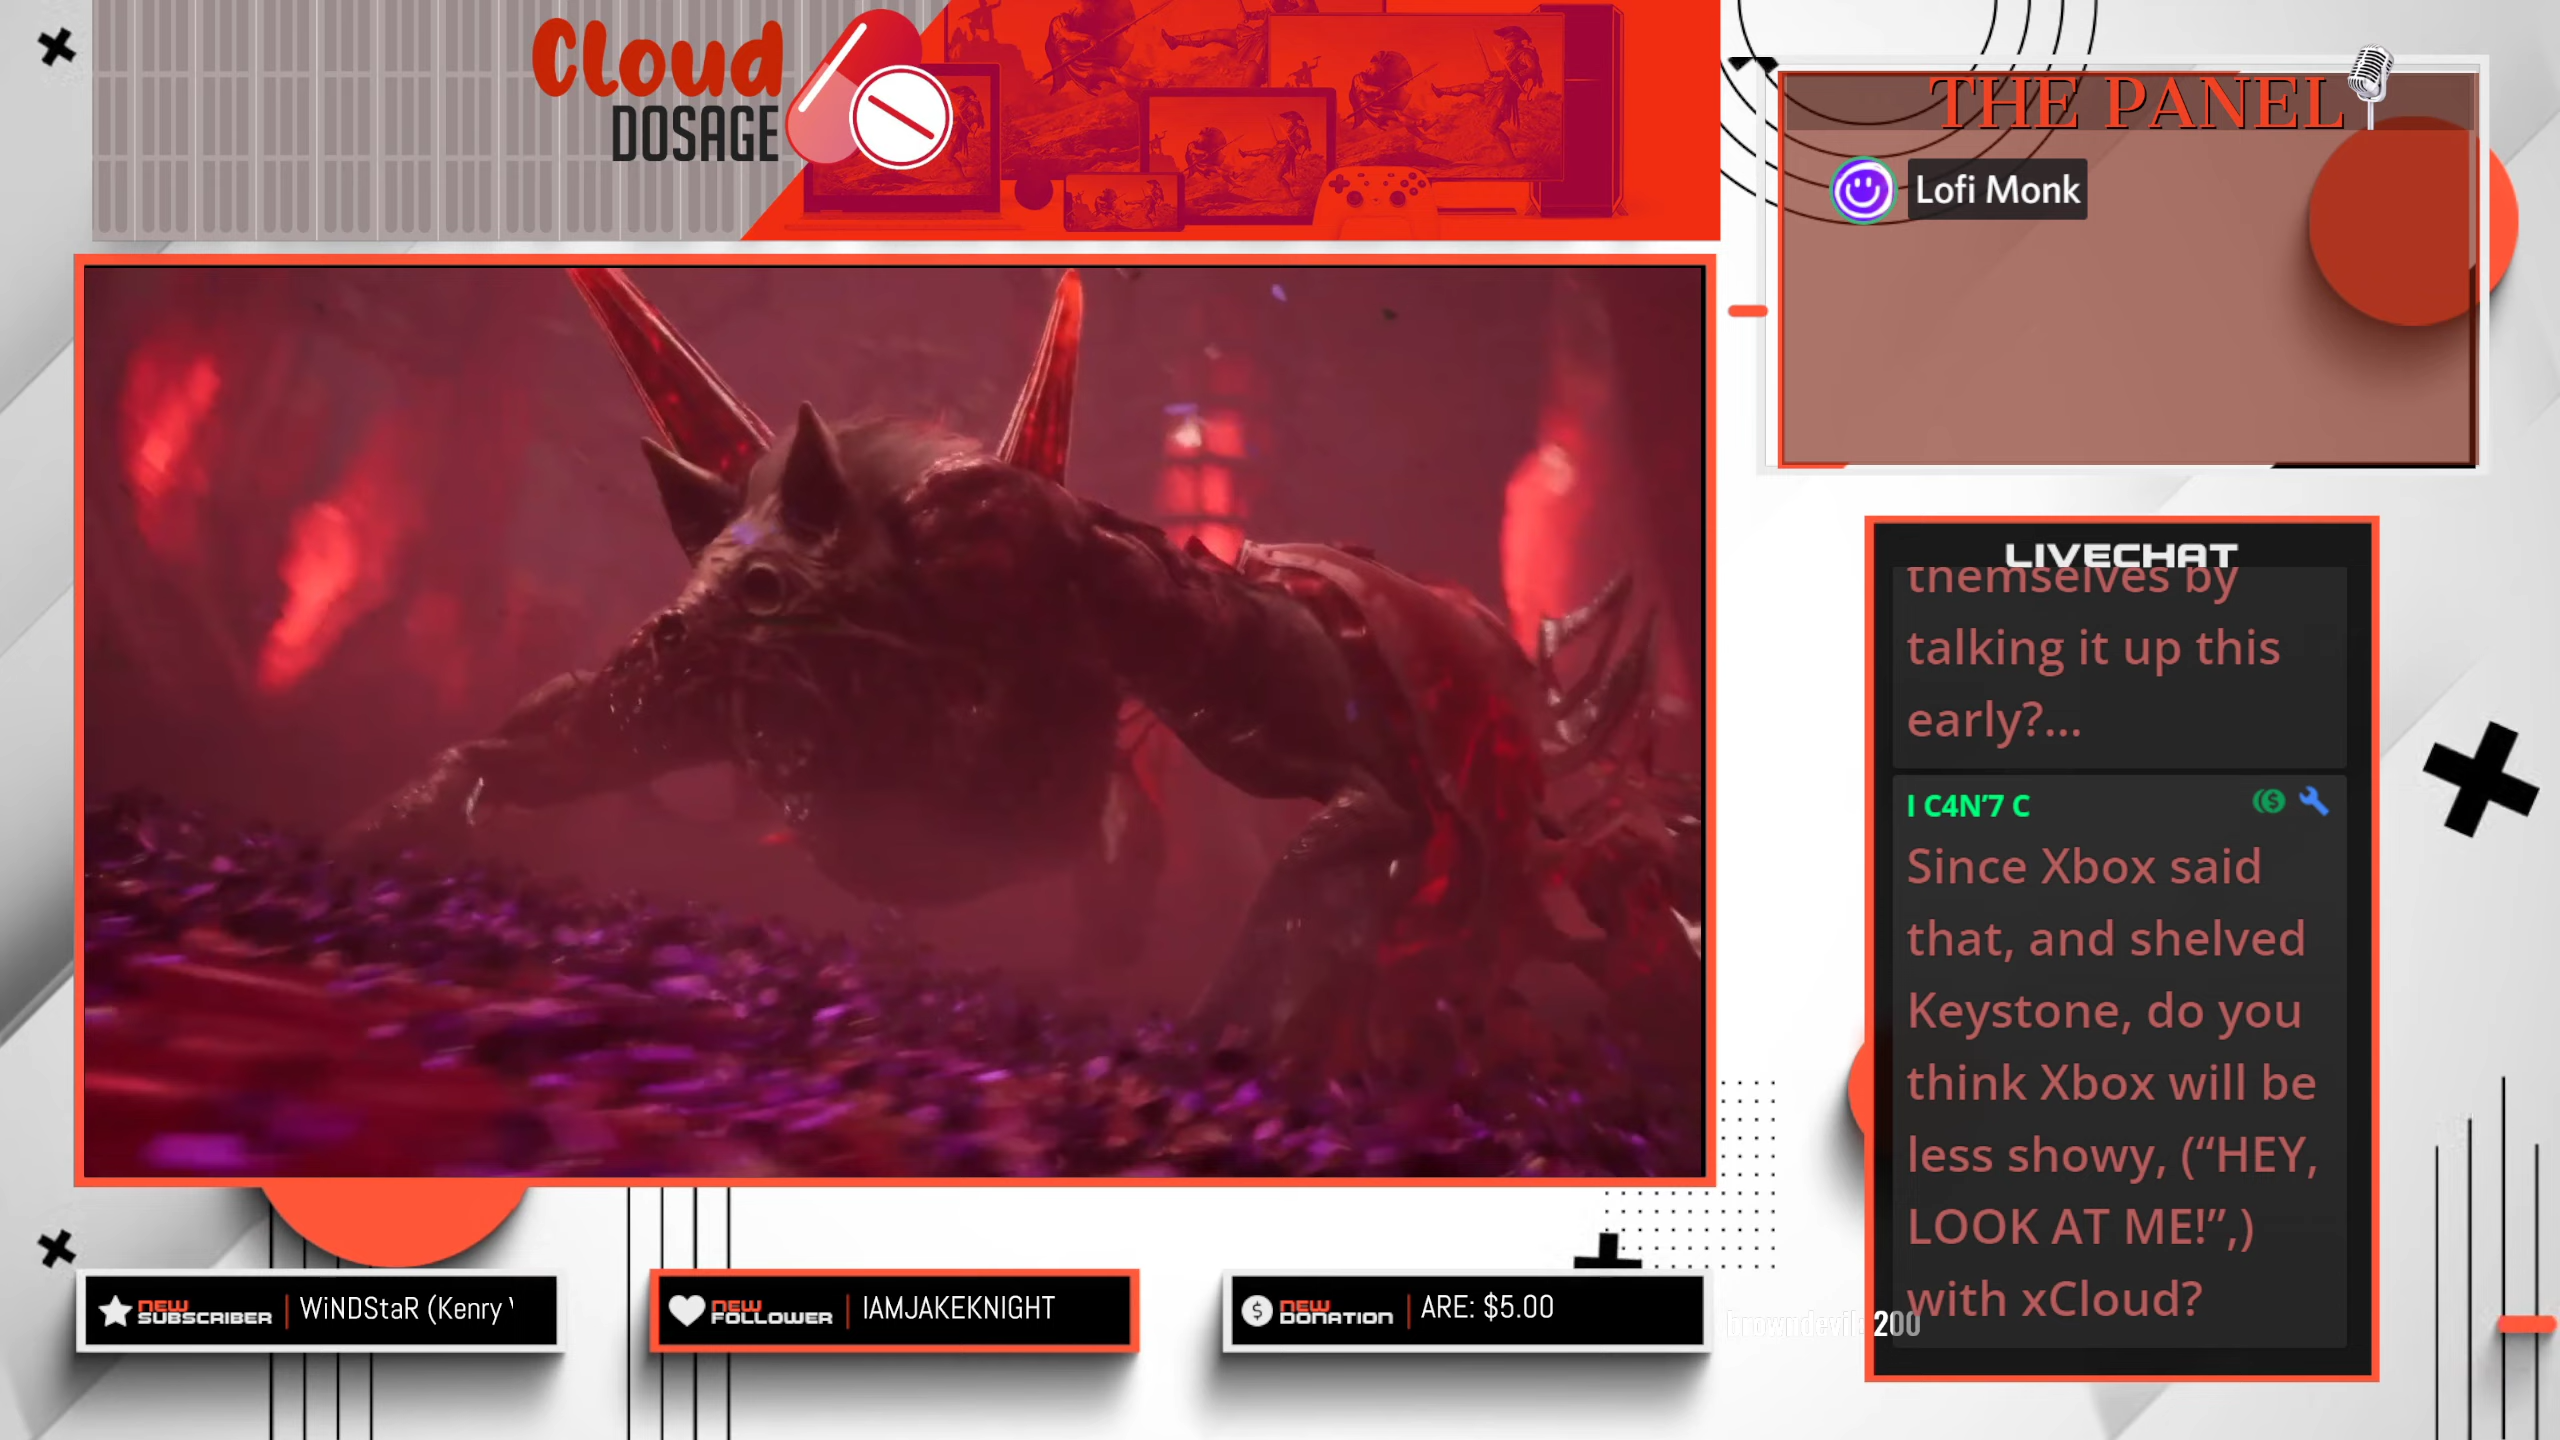 Cloud
DOSAGE
THE PANEL
Lofi Monk
LIVECHAT
themselves by
talking it up this
early?...
I C4N'7 C
Since Xbox said
that, and shelved
Keystone, do you
think Xbox will be
less showy, (“HEY,
LOOK AT ME!”,)
with xCloud?
NEW
SUBSCRIBER
WiNDStaR (Kenry
NEW
FOLLOWER
IAMJAKEKNIGHT
NEW
DONATION
ARE: $5.00
200